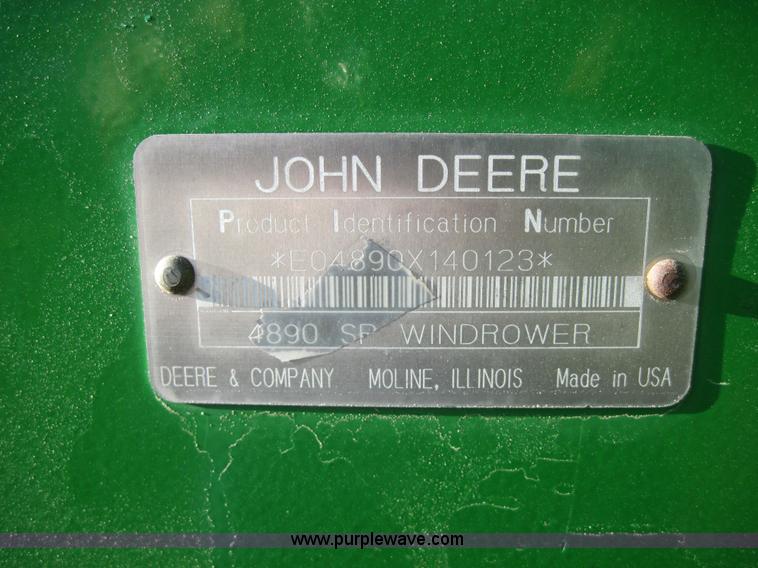 JOHN DEERE
Product Identification Number
*E04890X140123*
4890 SP WINDROWER
DEERE & COMPANY MOLINE, ILLINOIS Made in USA
www.purplewave.com